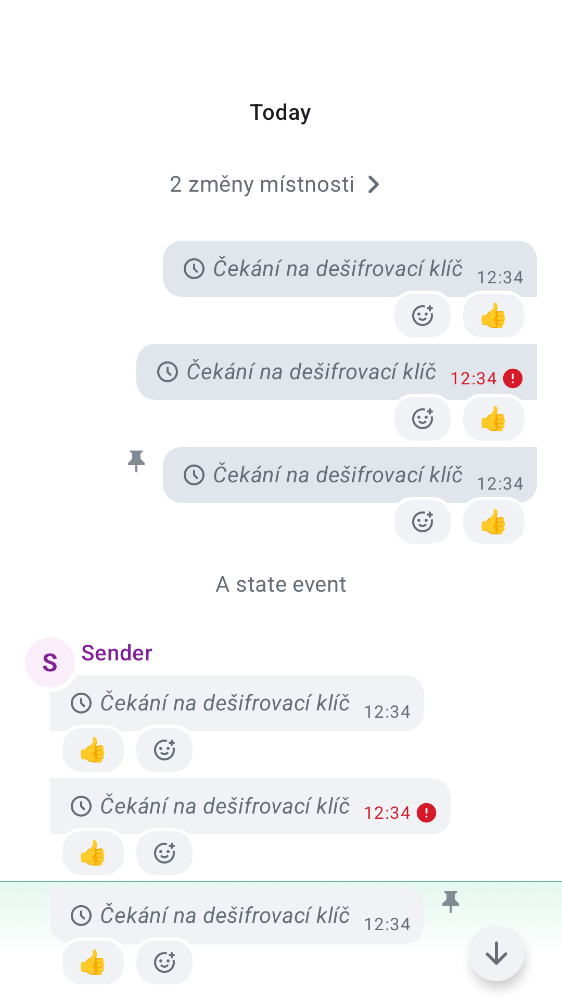 Today
2 změny místnosti
Čekání na dešifrovací klíč 12:34
👍
Čekání na dešifrovací klíč 12:34
👍
Čekání na dešifrovací klíč 12:34
👍
A state event
S Sender
Čekání na dešifrovací klíč 12:34
👍
Čekání na dešifrovací klíč 12:34
👍
Čekání na dešifrovací klíč 12:34
👍